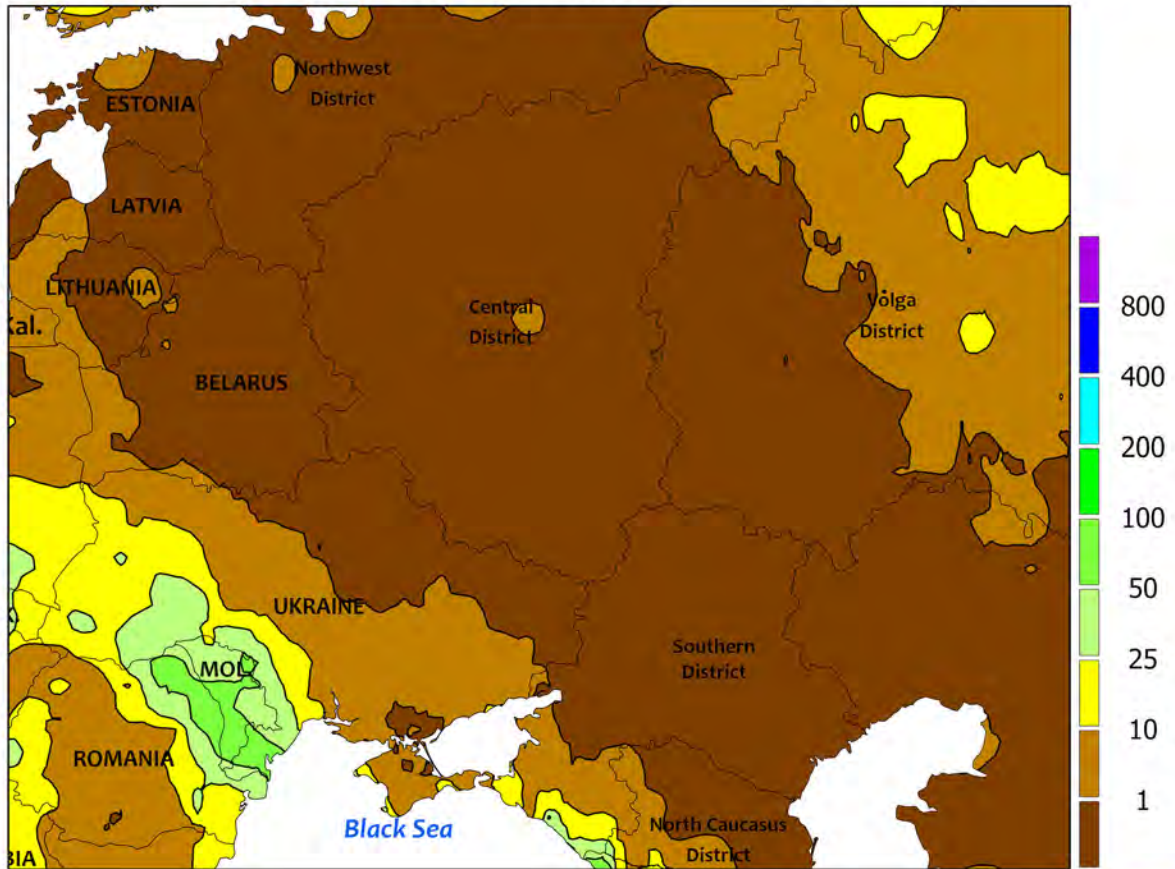 Northwest
District
ESTONIA
LATVIA
LITHUANIA
Kal.
Central
District
Volga
District
BELARUS
UKRAINE
MOL.
Southern
District
ROMANIA
Black Sea
North Caucasus
District
BIA
800
400
200
100
50
25
10
1